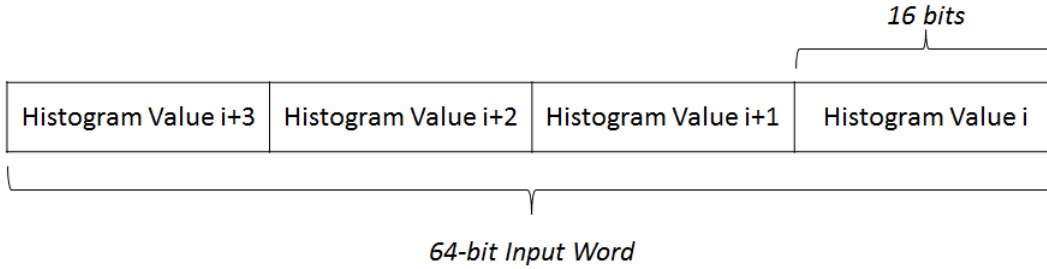 16 bits
Histogram Value i+3 Histogram Value i+2 Histogram Value i+1 Histogram Value i
64-bit Input Word